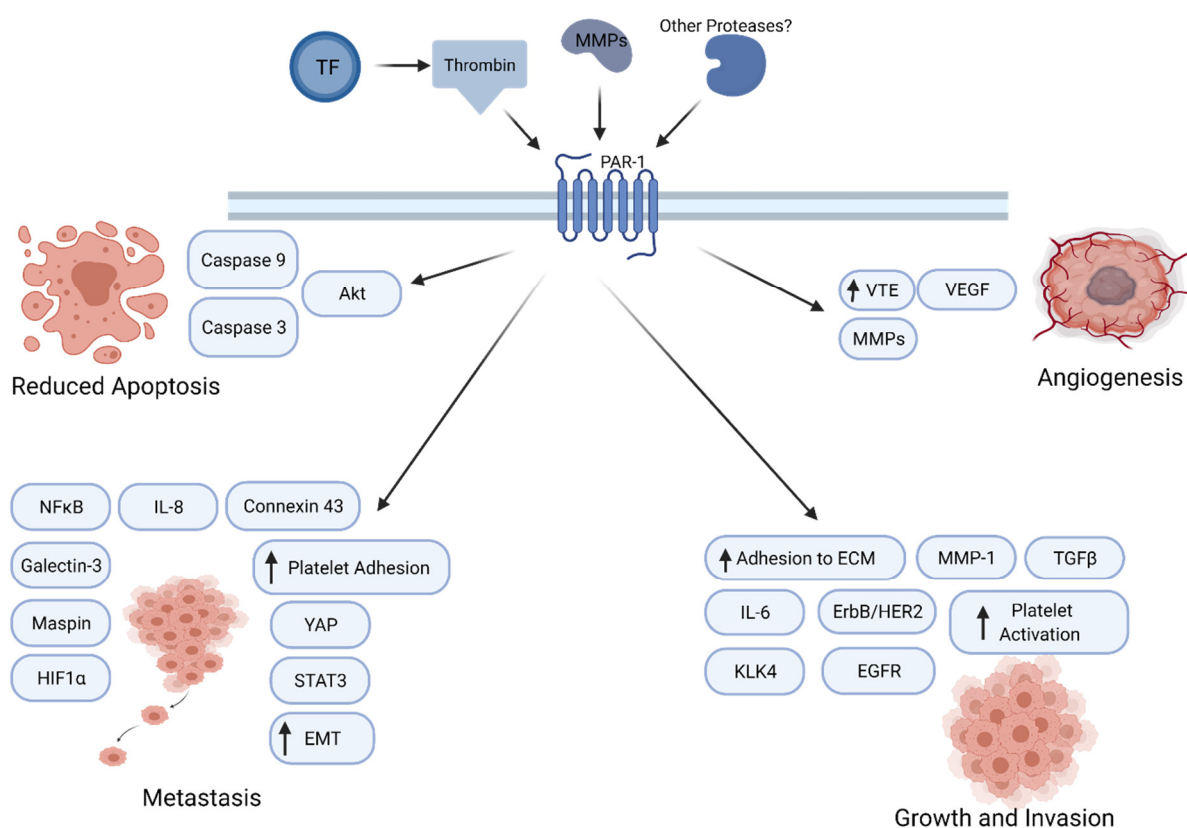 Other Proteases?
MMPs
TF
Thrombin
PAR-1
Caspase 9
Akt
Caspase 3
Reduced Apoptosis
VTE
VEGF
MMPs
Angiogenesis
NFκB
IL-8
Connexin 43
Galectin-3
Platelet Adhesion
Maspin
YAP
HIF1α
STAT3
EMT
Metastasis
Adhesion to ECM
MMP-1
TGFβ
IL-6
ErbB/HER2
Platelet
Activation
KLK4
EGFR
Growth and Invasion